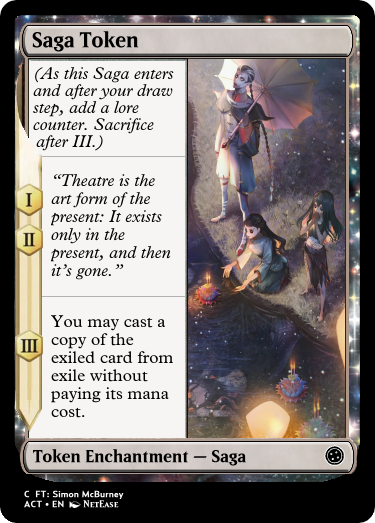 Saga Token
(As this Saga enters
and after your draw
step, add a lore
counter. Sacrifice
after III.)
I
II
“Theatre is the
art form of the
present: It exists
only in the
present, and then
it’s gone.”
III
You may cast a
copy of the
exiled card from
exile without
paying its mana
cost.
Token Enchantment — Saga
C FT: Simon McBurney
ACT • EN NetEase